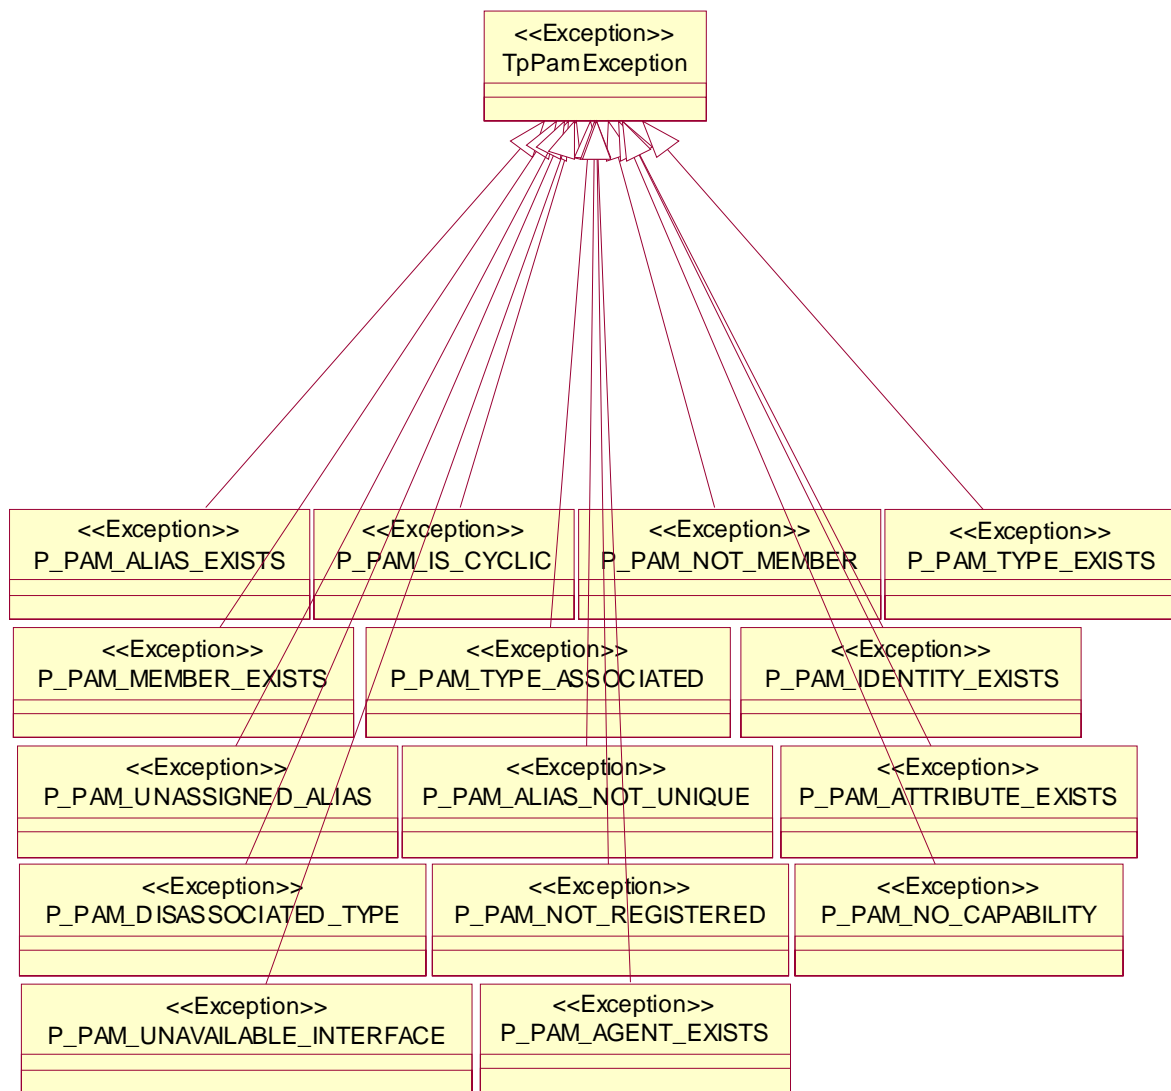 <<Exception>>
TpPamException
<<Exception>>
P_PAM_ALIAS_EXISTS
<<Exception>>
P_PAM_IS_CYCLIC
<<Exception>>
P_PAM_NOT_MEMBER
<<Exception>>
P_PAM_TYPE_EXISTS
<<Exception>>
P_PAM_MEMBER_EXISTS
<<Exception>>
P_PAM_TYPE_ASSOCIATED
<<Exception>>
P_PAM_IDENTITY_EXISTS
<<Exception>>
P_PAM_UNASSIGNED_ALIAS
<<Exception>>
P_PAM_ALIAS_NOT_UNIQUE
<<Exception>>
P_PAM_ATTRIBUTE_EXISTS
<<Exception>>
P_PAM_DISASSOCIATED_TYPE
<<Exception>>
P_PAM_NOT_REGISTERED
<<Exception>>
P_PAM_NO_CAPABILITY
<<Exception>>
P_PAM_UNAVAILABLE_INTERFACE
<<Exception>>
P_PAM_AGENT_EXISTS